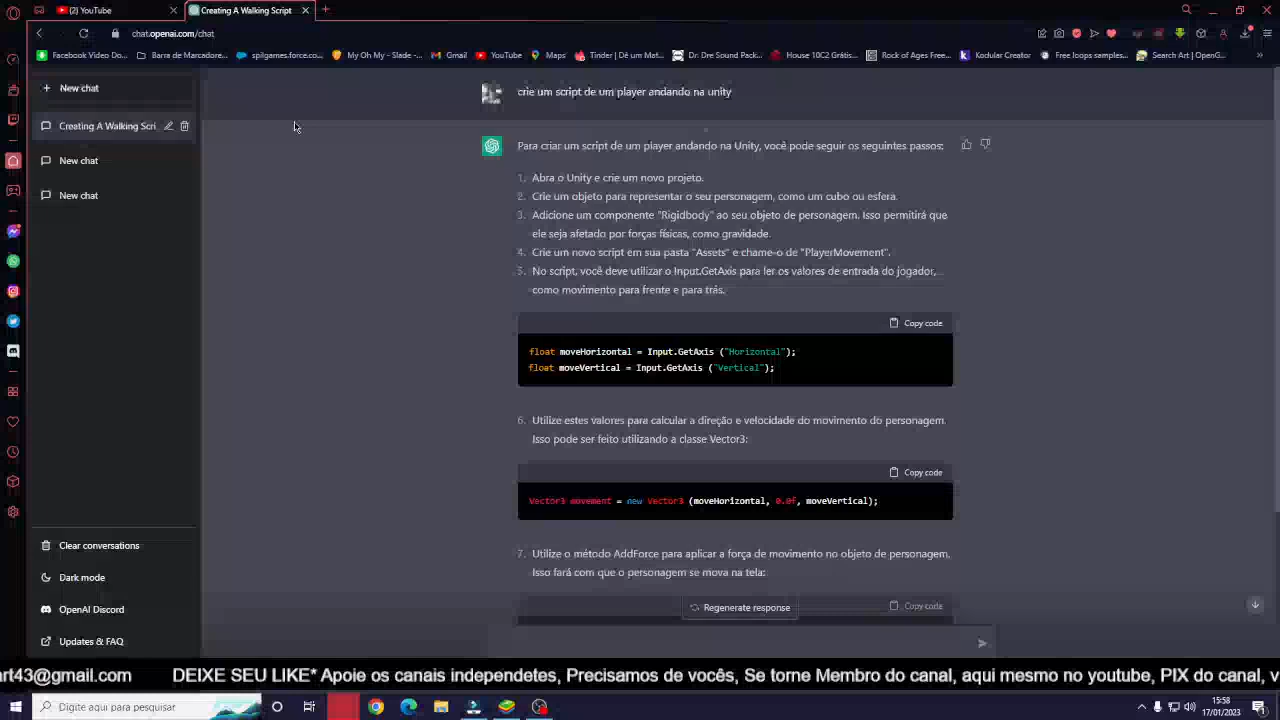 (2) YouTube
Creating A Walking Script
chat.openai.com/chat
Facebook Video Do...
Barra de Marcadore...
spilgames.force.co...
My Oh My - Slade -...
Gmail
YouTube
Maps
Tinder | Dê um Mat...
Dr. Dre Sound Pack...
House 10C2 Grátis...
Rock of Ages Free...
Kodular Creator
Free loops samples...
Search Art | OpenG...
New chat
Creating A Walking Scri
New chat
New chat
crie um script de um player andando na unity
Para criar um script de um player andando na Unity, você pode seguir os seguintes passos:
1. Abra o Unity e crie um novo projeto.
2. Crie um objeto para representar o seu personagem, como um cubo ou esfera.
3. Adicione um componente "Rigidbody" ao seu objeto de personagem. Isso permitirá que
ele seja afetado por forças físicas, como gravidade.
4. Crie um novo script em sua pasta "Assets" e chame-o de "PlayerMovement".
5. No script, você deve utilizar o Input.GetAxis para ler os valores de entrada do jogador,
como movimento para frente e para trás.
Copy code
float moveHorizontal = Input.GetAxis ("Horizontal");
float moveVertical = Input.GetAxis ("Vertical");
6. Utilize estes valores para calcular a direção e velocidade do movimento do personagem.
Isso pode ser feito utilizando a classe Vector3:
Copy code
Vector3 movement = new Vector3 (moveHorizontal, 0.0f, moveVertical);
7. Utilize o método AddForce para aplicar a força de movimento no objeto de personagem.
Isso fará com que o personagem se mova na tela:
Regenerate response
Copy code
Clear conversations
Dark mode
OpenAI Discord
Updates & FAQ
art43@gmail.com DEIXE SEU LIKE* Apoie os canais independetes, Precisamos de vocês, Se torne Membro do canal, aqui mesmo no youtube, PIX do canal, v
Digite aqui para pesquisar
15:58
17/01/2023